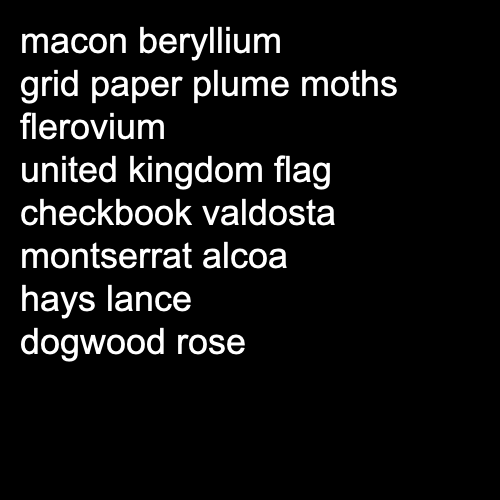 macon beryllium
grid paper plume moths
flerovium
united kingdom flag
checkbook valdosta
montserrat alcoa
hays lance
dogwood rose